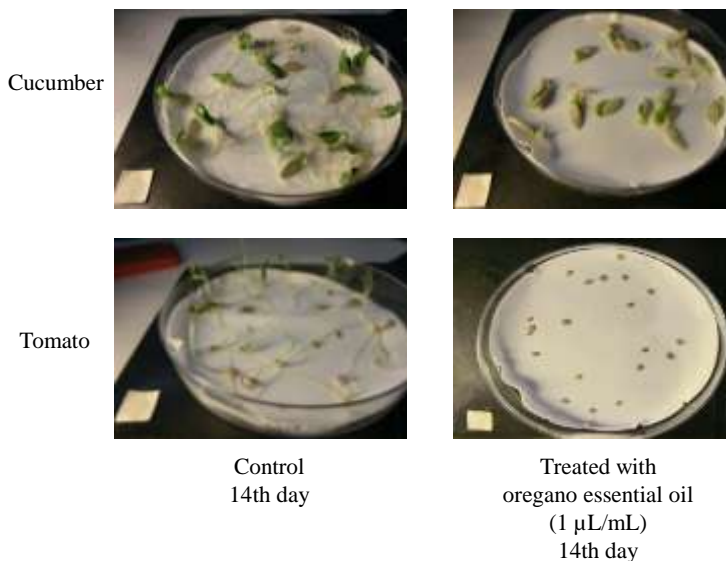 Cucumber
Tomato
Control
14th day
Treated with
oregano essential oil
(1 µL/mL)
14th day